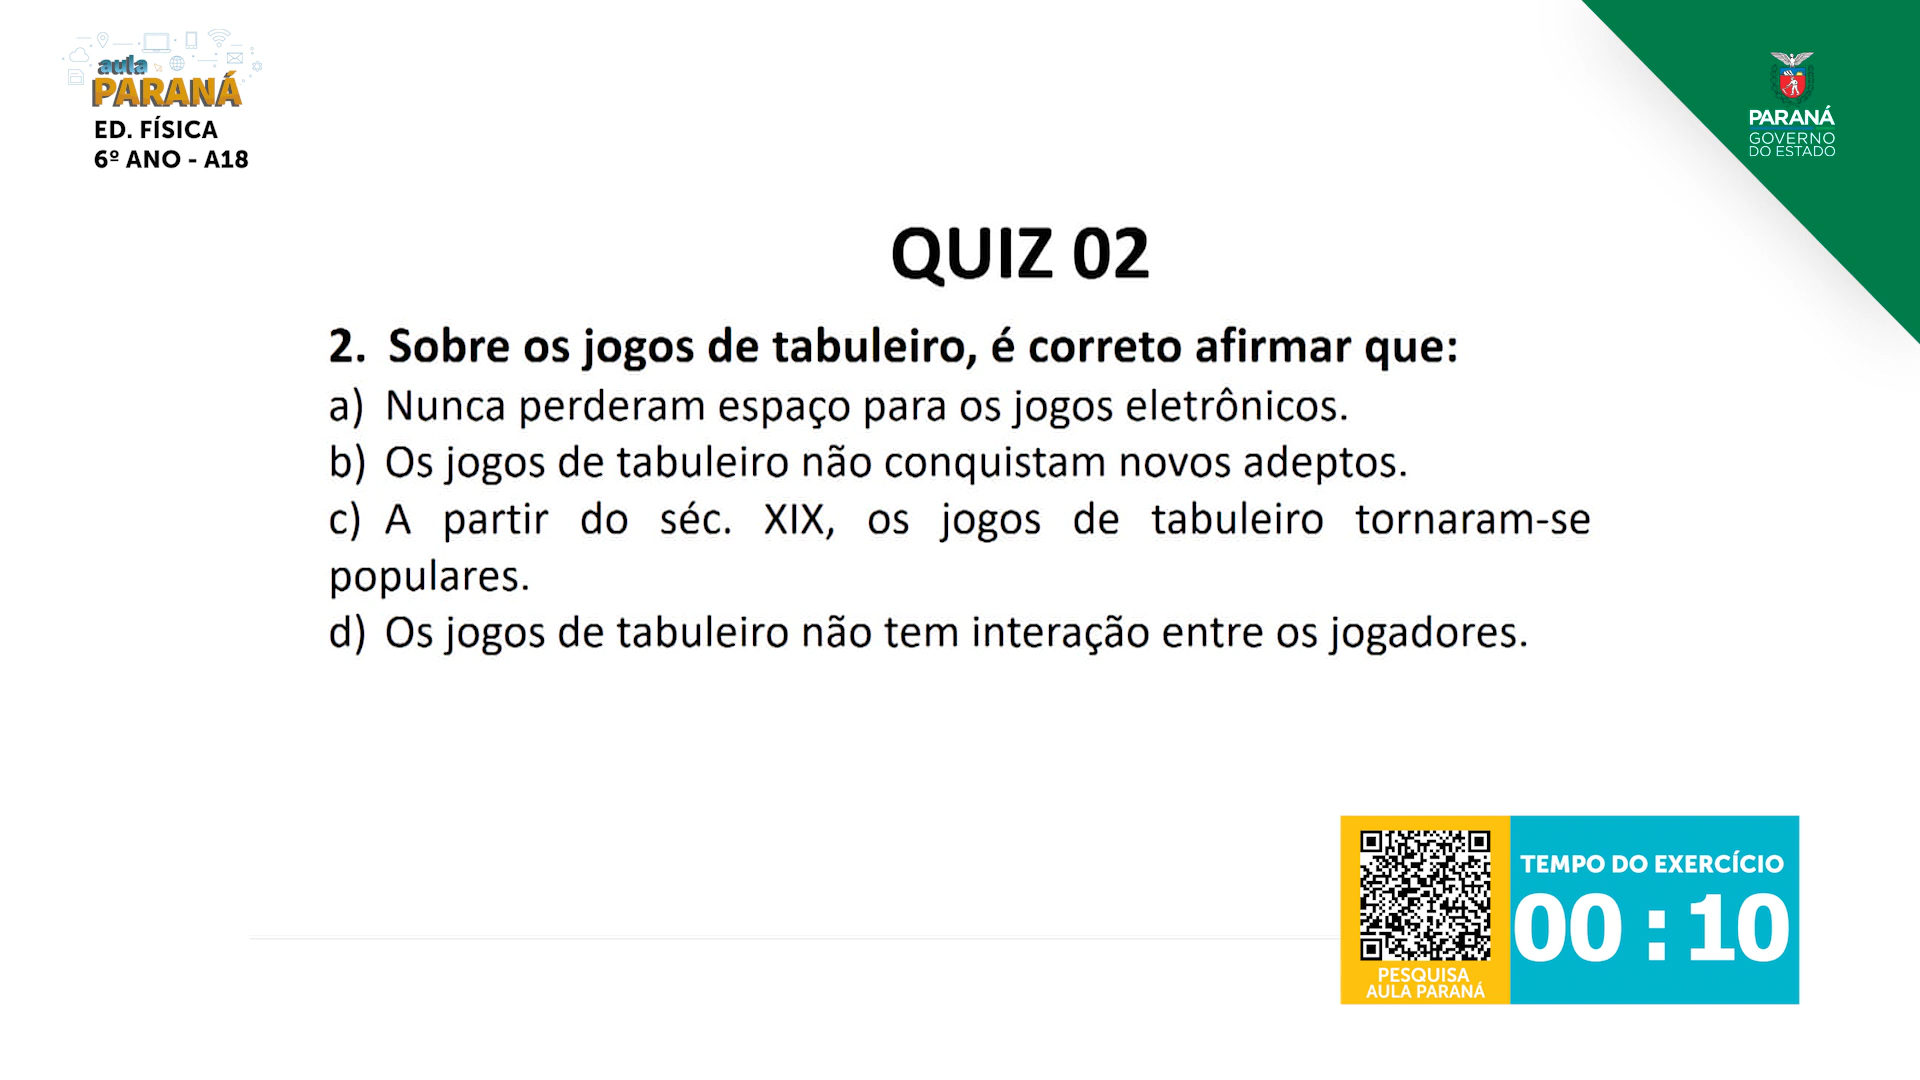 aula
PARANÁ
ED. FÍSICA
6º ANO - A18
PARANÁ
GOVERNO
DO ESTADO
QUIZ 02
2. Sobre os jogos de tabuleiro, é correto afirmar que:
a) Nunca perderam espaço para os jogos eletrônicos.
b) Os jogos de tabuleiro não conquistam novos adeptos.
c) A partir do séc. XIX, os jogos de tabuleiro tornaram-se
populares.
d) Os jogos de tabuleiro não tem interação entre os jogadores.
TEMPO DO EXERCÍCIO
00 : 10
PESQUISA
AULA PARANÁ